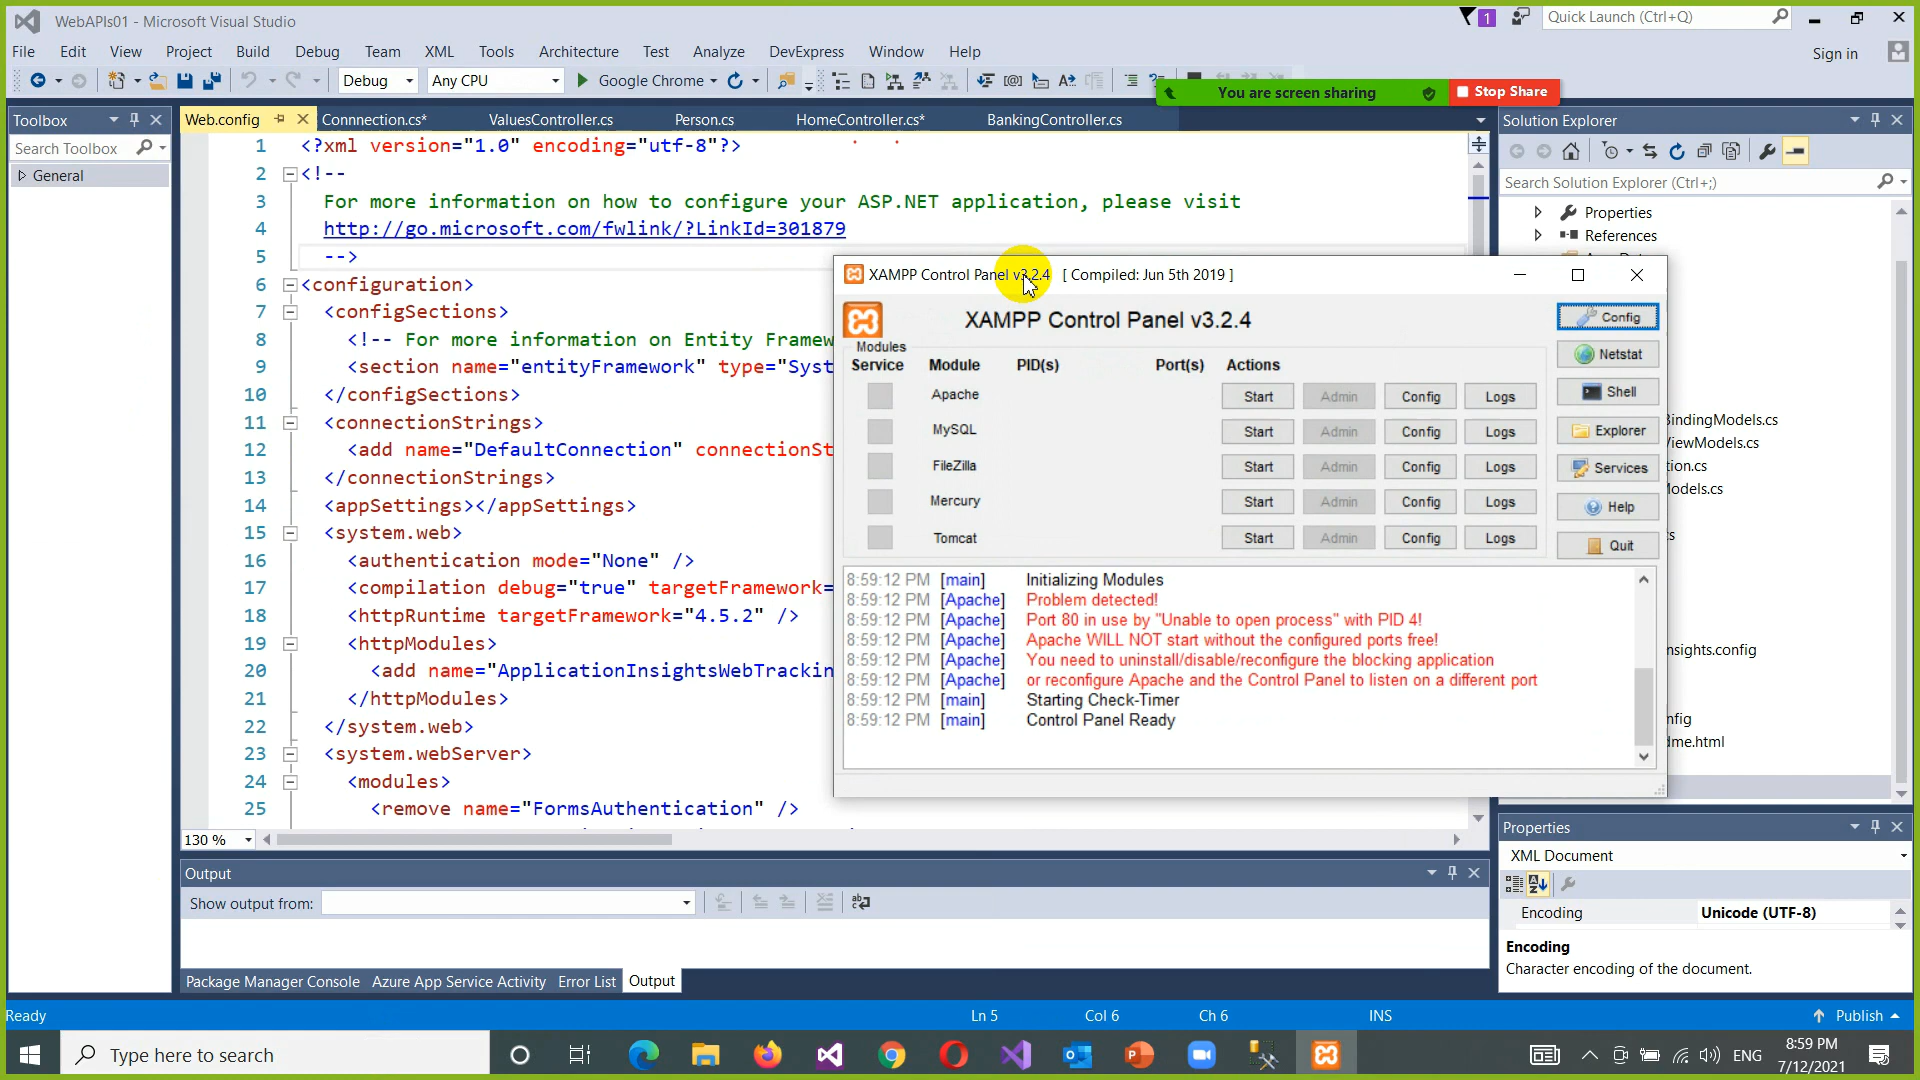 WebAPIs01 - Microsoft Visual Studio
1
Quick Launch (Ctrl+Q)
File Edit View Project Build Debug Team XML Tools Architecture Test Analyze DevExpress Window Help
Sign in
Debug Any CPU Google Chrome
You are screen sharing Stop Share
Toolbox
Search Toolbox
General
Web.config Connnection.cs* ValuesController.cs Person.cs HomeController.cs* BankingController.cs
1 <?xml version="1.0" encoding="utf-8"?>
2 <!--
3 For more information on how to configure your ASP.NET application, please visit
4 http://go.microsoft.com/fwlink/?LinkId=301879
5 -->
6 <configuration>
7 <configSections>
8 <!-- For more information on Entity Framew
9 <section name="entityFramework" type="Syst
10 </configSections>
11 <connectionStrings>
12 <add name="DefaultConnection" connectionSt
13 </connectionStrings>
14 <appSettings></appSettings>
15 <system.web>
16 <authentication mode="None" />
17 <compilation debug="true" targetFramework=
18 <httpRuntime targetFramework="4.5.2" />
19 <httpModules>
20 <add name="ApplicationInsightsWebTrackin
21 </httpModules>
22 </system.web>
23 <system.webServer>
24 <modules>
25 <remove name="FormsAuthentication" />
130 %
XAMPP Control Panel v3.2.4 [ Compiled: Jun 5th 2019 ]
XAMPP Control Panel v3.2.4
Modules
Service Module PID(s) Port(s) Actions
Apache Start Admin Config Logs
MySQL Start Admin Config Logs
FileZilla Start Admin Config Logs
Mercury Start Admin Config Logs
Tomcat Start Admin Config Logs
Config
Netstat
Shell
Explorer
Services
Help
Quit
8:59:12 PM [main] Initializing Modules
8:59:12 PM [Apache] Problem detected!
8:59:12 PM [Apache] Port 80 in use by "Unable to open process" with PID 4!
8:59:12 PM [Apache] Apache WILL NOT start without the configured ports free!
8:59:12 PM [Apache] You need to uninstall/disable/reconfigure the blocking application
8:59:12 PM [Apache] or reconfigure Apache and the Control Panel to listen on a different port
8:59:12 PM [main] Starting Check-Timer
8:59:12 PM [main] Control Panel Ready
Solution Explorer
Search Solution Explorer (Ctrl+;)
Properties
References
BindingModels.cs
ViewModels.cs
tion.cs
Models.cs
s
nsights.config
nfig
dme.html
Properties
XML Document
Encoding Unicode (UTF-8)
Encoding
Character encoding of the document.
Output
Show output from:
Package Manager Console Azure App Service Activity Error List Output
Ready Ln 5 Col 6 Ch 6 INS Publish
Type here to search
ENG
8:59 PM
7/12/2021